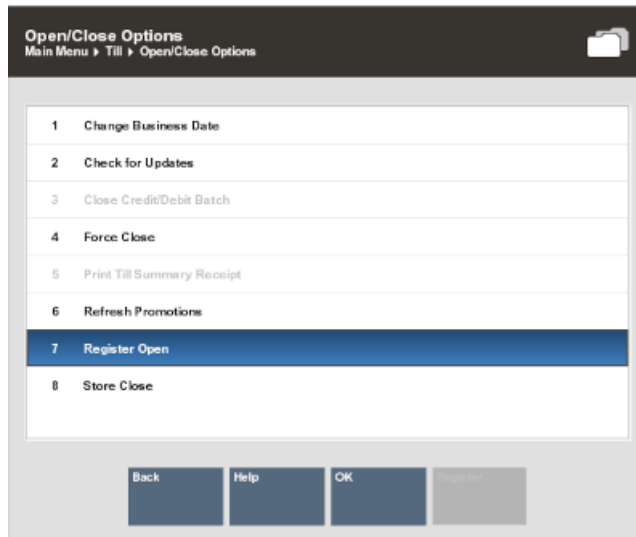 Open/Close Options
Main Menu ▸ Till ▸ Open/Close Options
1 Change Business Date
2 Check for Updates
3 Close Credit/Debit Batch
4 Force Close
5 Print Till Summary Receipt
6 Refresh Promotions
7 Register Open
8 Store Close
Back Help OK Register